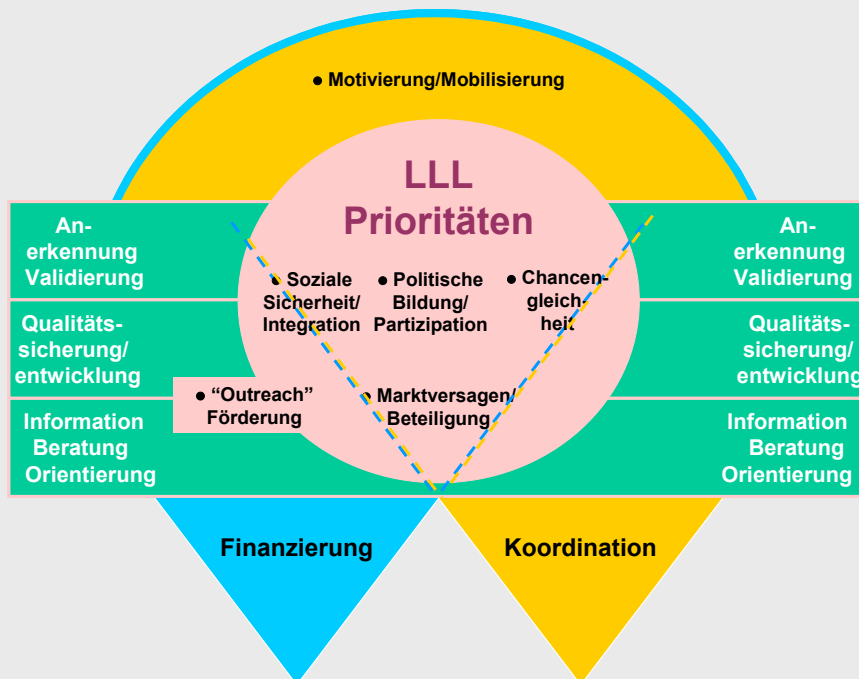 ● Motivierung/Mobilisierung
LLL
Prioritäten
An-
erkennung
Validierung
An-
erkennung
Validierung
● Soziale
Sicherheit/
Integration
● Politische
Bildung/
Partizipation
● Chancen-
gleich-
heit
Qualitäts-
sicherung/
entwicklung
Qualitäts-
sicherung/
entwicklung
● “Outreach”
Förderung
● Marktversagen/
Beteiligung
Information
Beratung
Orientierung
Information
Beratung
Orientierung
Finanzierung
Koordination